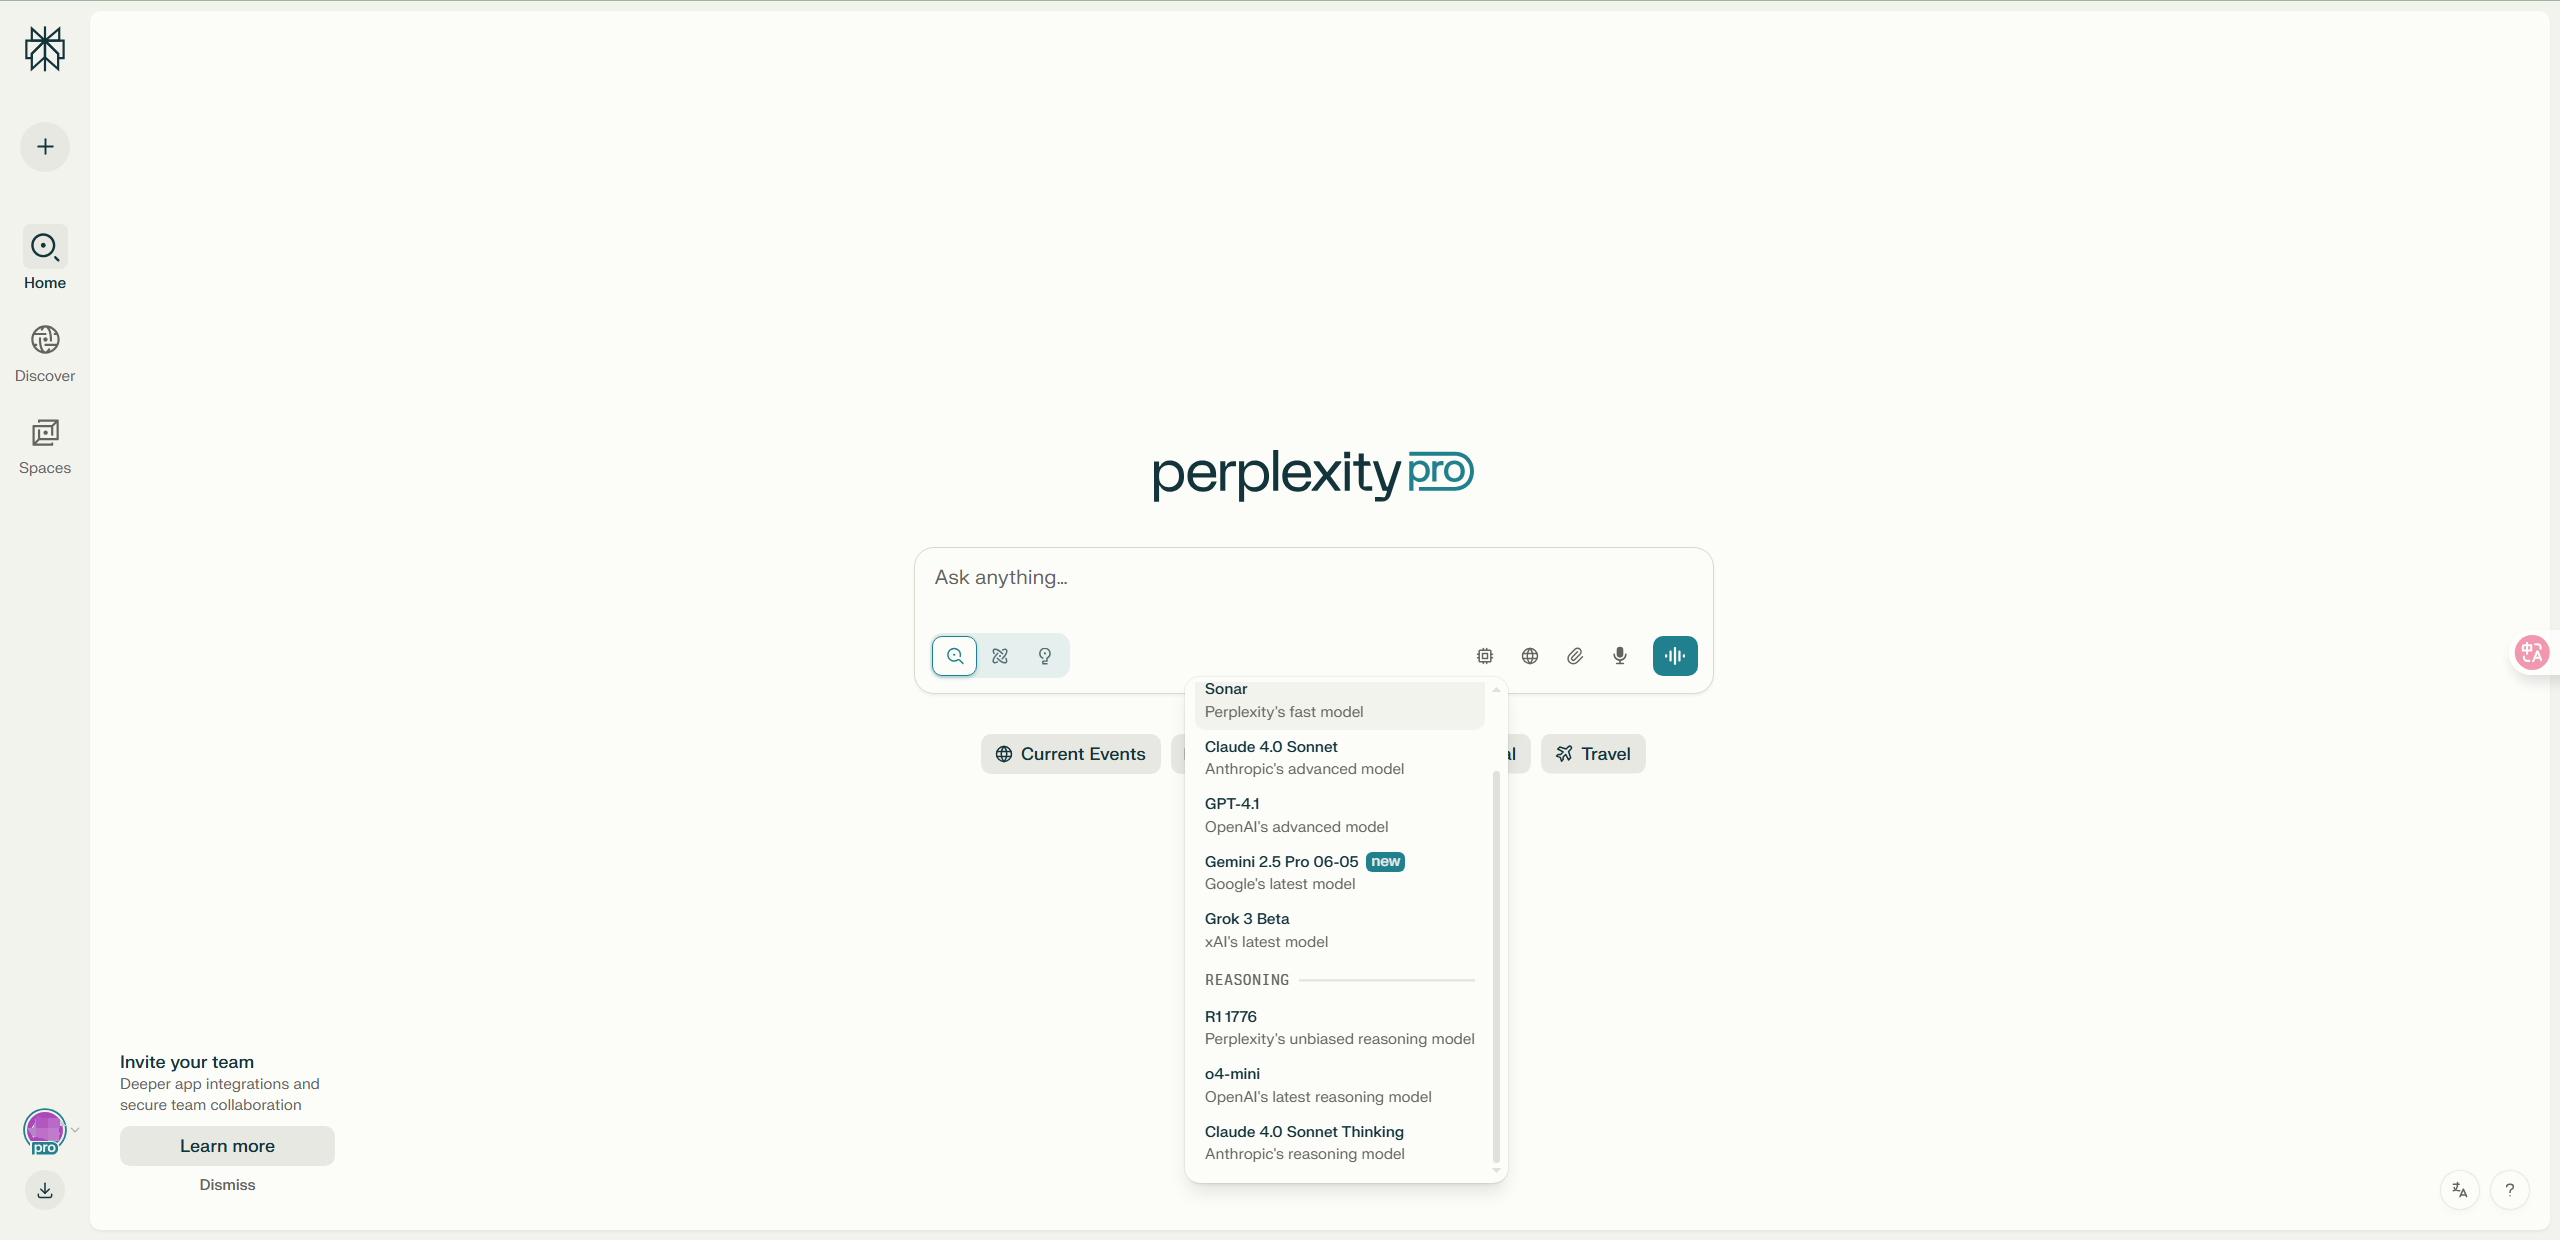 Home
Discover
Spaces
perplexity pro
Ask anything...
Sonar
Perplexity's fast model
Claude 4.0 Sonnet
Anthropic's advanced model
GPT-4.1
OpenAI's advanced model
Gemini 2.5 Pro 06-05 new
Google's latest model
Grok 3 Beta
xAI's latest model
REASONING
R1 1776
Perplexity's unbiased reasoning model
o4-mini
OpenAI's latest reasoning model
Claude 4.0 Sonnet Thinking
Anthropic's reasoning model
Current Events
Travel
Invite your team
Deeper app integrations and
secure team collaboration
Learn more
Dismiss
pro
中 A
A
?